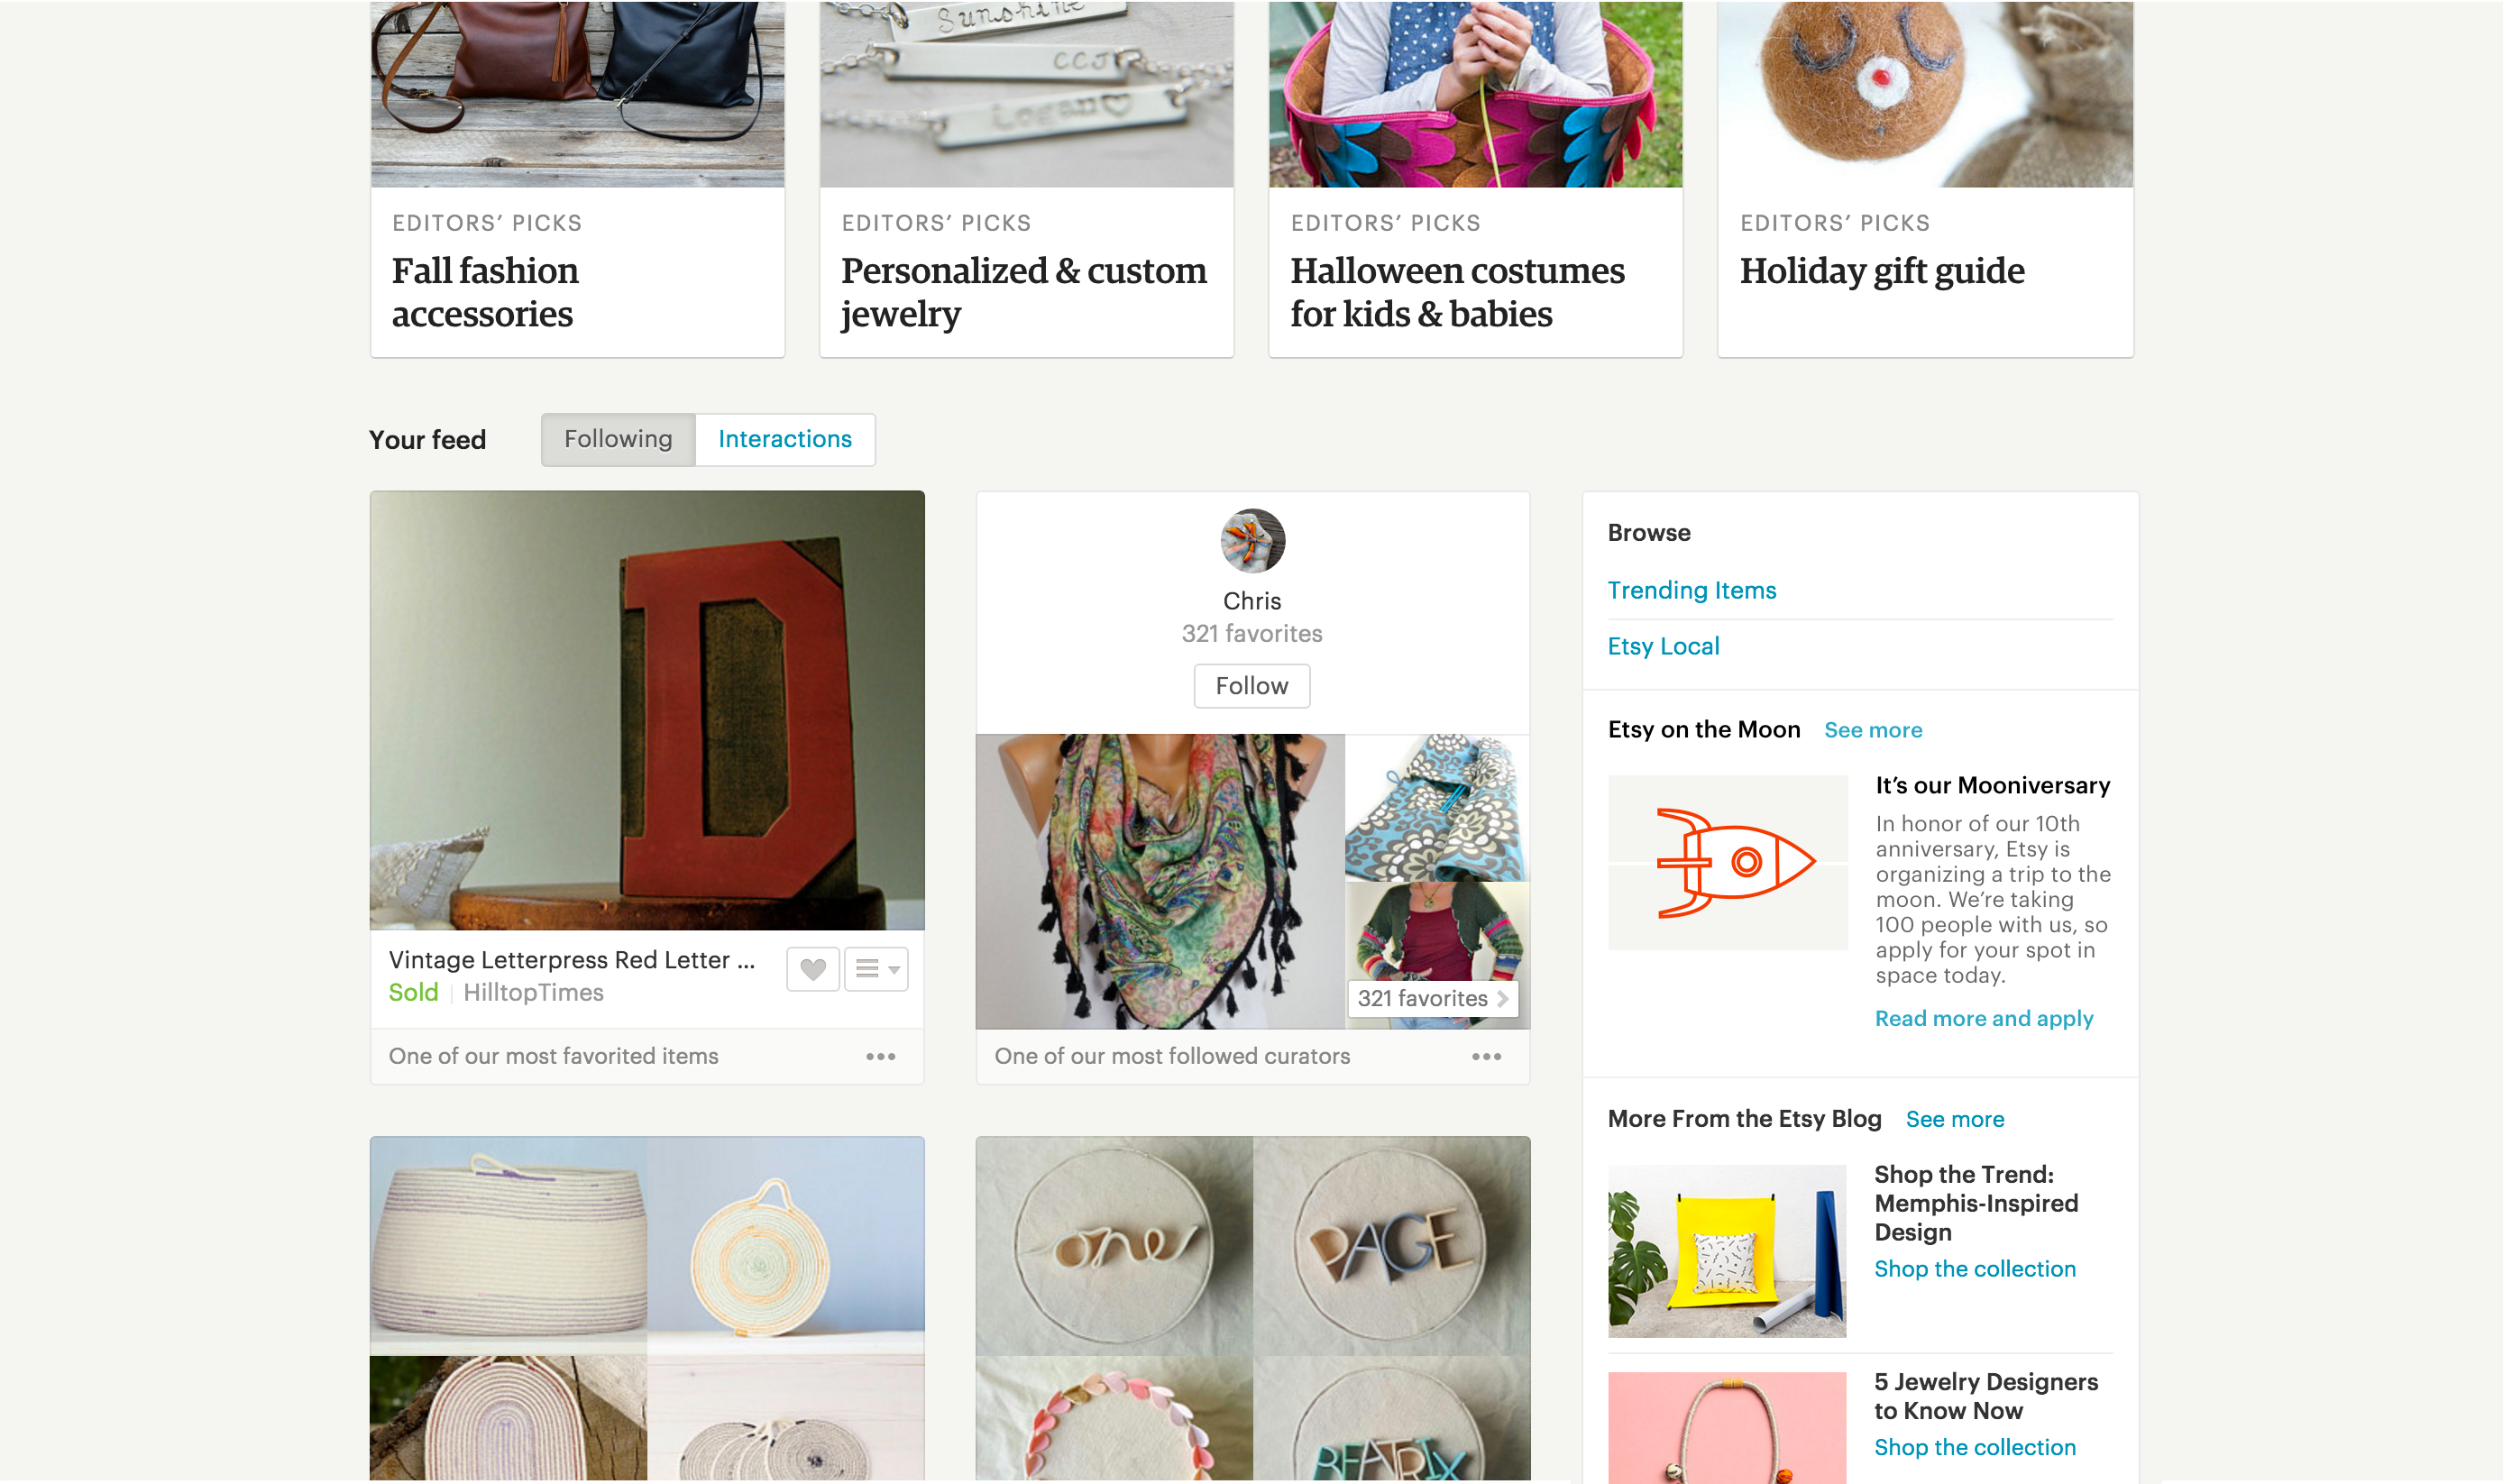 Sunshine
CCJ
Logan♡
EDITORS’ PICKS
Fall fashion
accessories
EDITORS’ PICKS
Personalized & custom
jewelry
EDITORS’ PICKS
Halloween costumes
for kids & babies
EDITORS’ PICKS
Holiday gift guide
Your feed
Following
Interactions
D
Vintage Letterpress Red Letter ...
Sold
HilltopTimes
One of our most favorited items
Chris
321 favorites
Follow
321 favorites
One of our most followed curators
one
PAGE
BEATRIX
Browse
Trending Items
Etsy Local
Etsy on the Moon
See more
It’s our Mooniversary
In honor of our 10th
anniversary, Etsy is
organizing a trip to the
moon. We’re taking
100 people with us, so
apply for your spot in
space today.
Read more and apply
More From the Etsy Blog
See more
Shop the Trend:
Memphis-Inspired
Design
Shop the collection
5 Jewelry Designers
to Know Now
Shop the collection